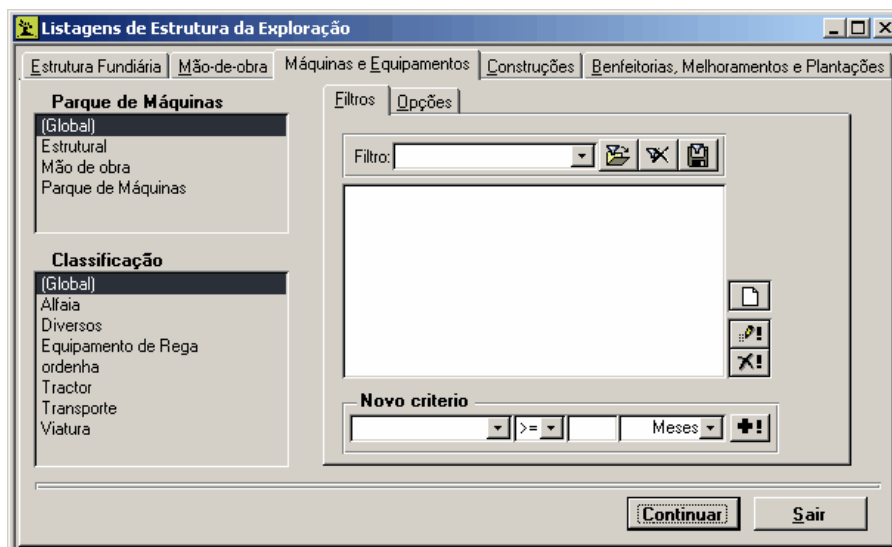 Listagens de Estrutura da Exploração
Estrutura Fundiária Mão-de-obra Máquinas e Equipamentos Construções Benfeitorias, Melhoramentos e Plantações
Parque de Máquinas
(Global)
Estrutural
Mão de obra
Parque de Máquinas
Classificação
(Global)
Alfaia
Diversos
Equipamento de Rega
ordenha
Tractor
Transporte
Viatura
Filtros Opções
Filtro:
Novo criterio
>= Meses
Continuar Sair